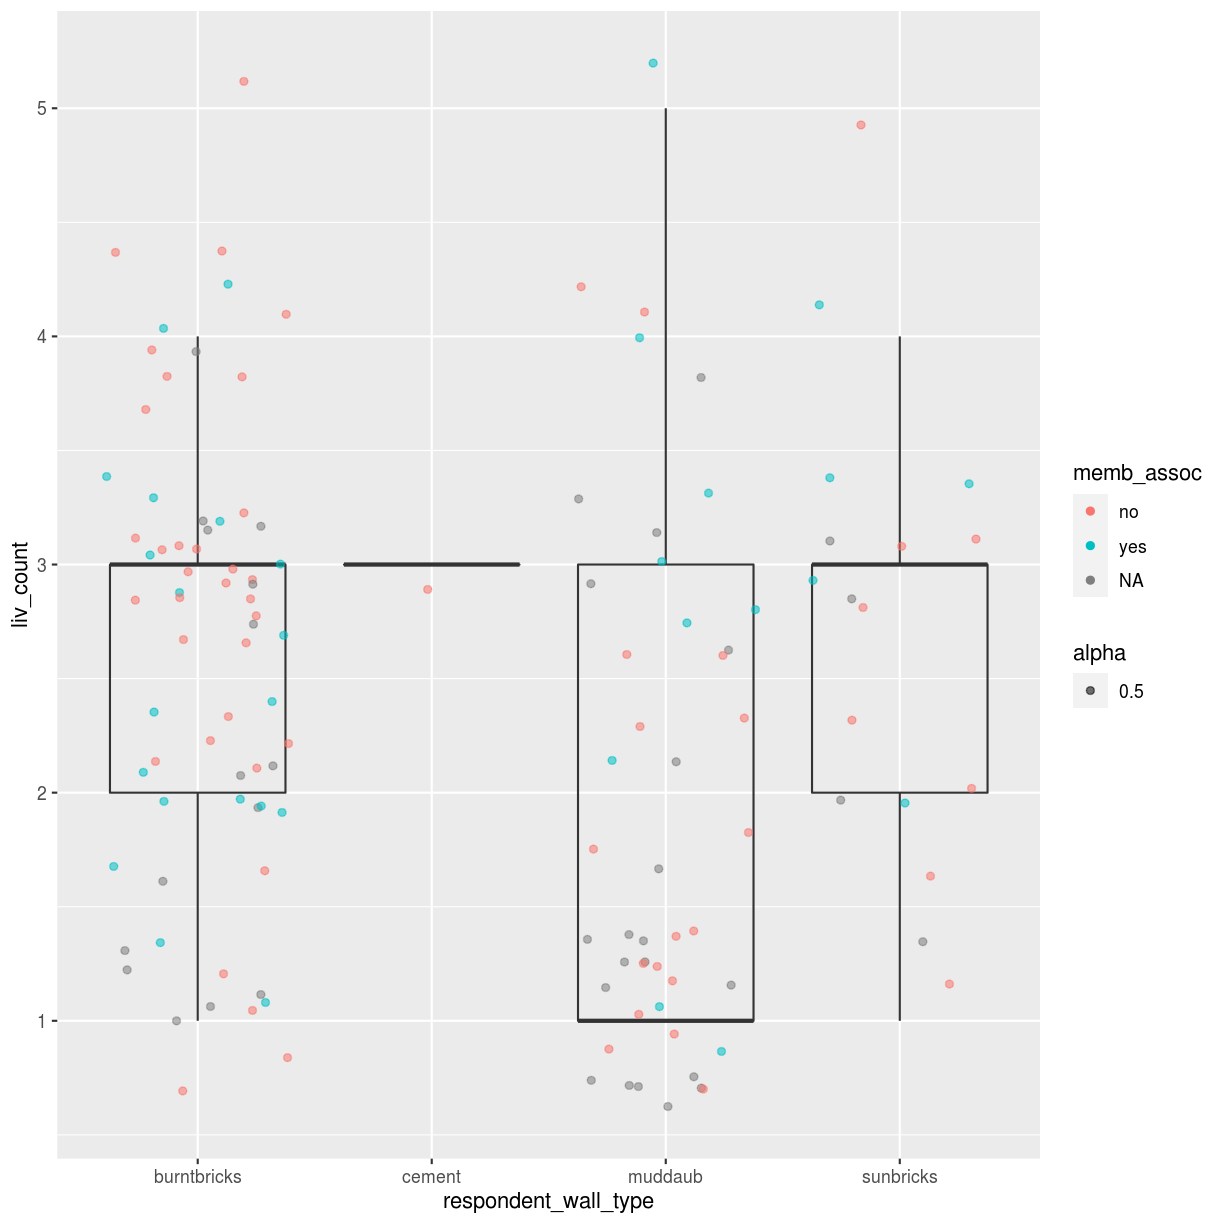 5
4
3
2
1
liv_count
burntbricks
cement
muddaub
sunbricks
respondent_wall_type
memb_assoc
no
yes
NA
alpha
0.5